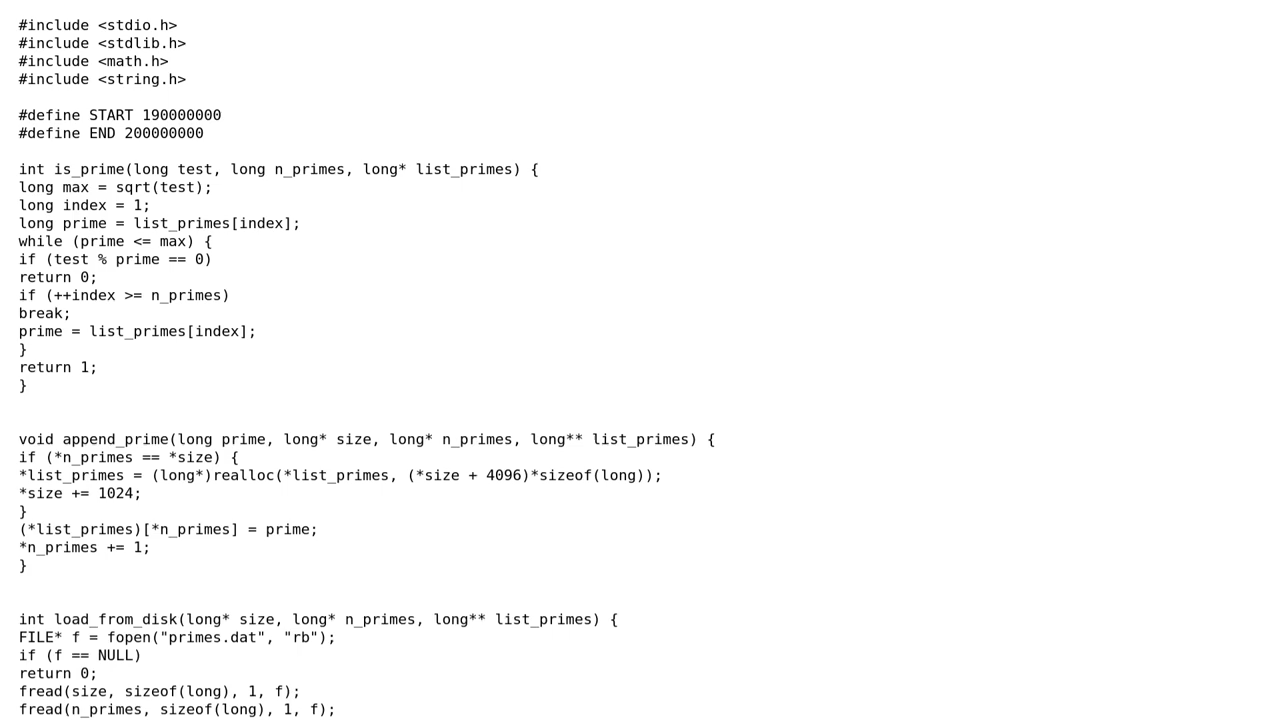 #include <stdio.h>
#include <stdlib.h>
#include <math.h>
#include <string.h>
#define START 190000000
#define END 200000000
int is_prime(long test, long n_primes, long* list_primes) {
long max = sqrt(test);
long index = 1;
long prime = list_primes[index];
while (prime <= max) {
if (test % prime == 0)
return 0;
if (++index >= n_primes)
break;
prime = list_primes[index];
}
return 1;
}
void append_prime(long prime, long* size, long* n_primes, long** list_primes) {
if (*n_primes == *size) {
*list_primes = (long*)realloc(*list_primes, (*size + 4096)*sizeof(long));
*size += 1024;
}
(*list_primes)[*n_primes] = prime;
*n_primes += 1;
}
int load_from_disk(long* size, long* n_primes, long** list_primes) {
FILE* f = fopen("primes.dat", "rb");
if (f == NULL)
return 0;
fread(size, sizeof(long), 1, f);
fread(n_primes, sizeof(long), 1, f);